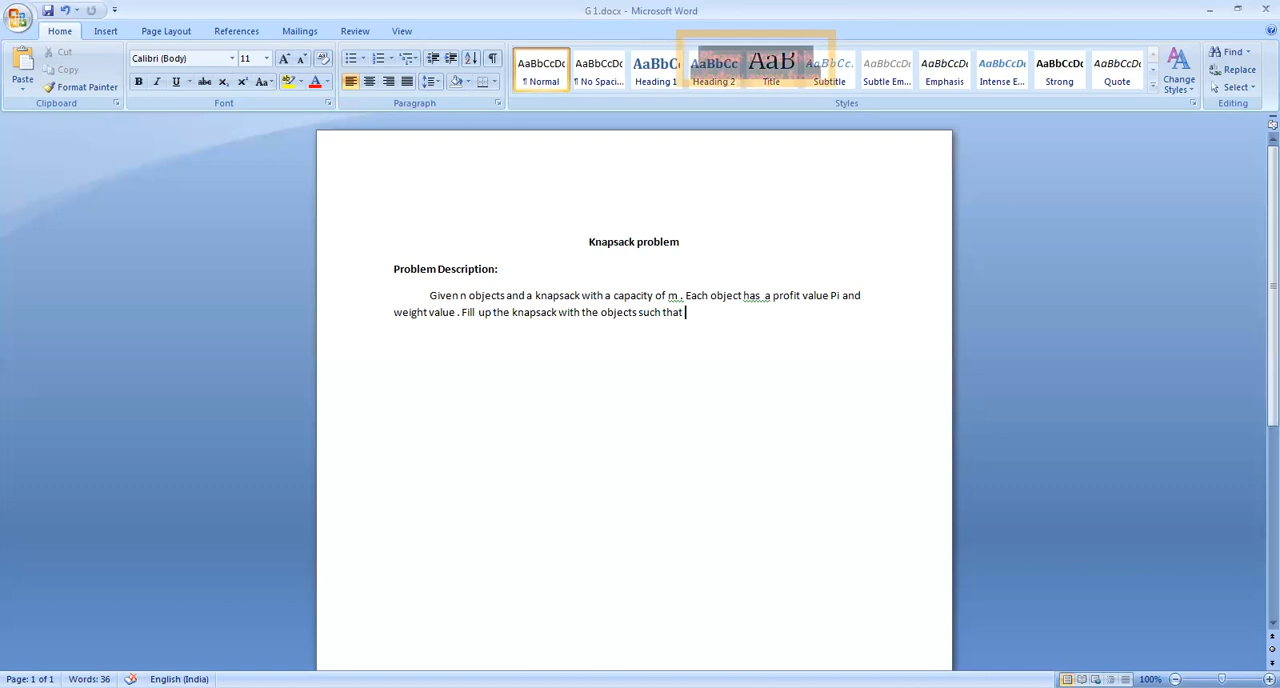 G 1.docx - Microsoft Word
Home Insert Page Layout References Mailings Review View
Paste
Cut
Copy
Format Painter
Clipboard
Calibri (Body) 11
Font
Paragraph
AaBbCcDc AaBbCcDc AaBbC AaBbCc AaB AaBbCc. AaBbCcDc AaBbCcDc AaBbCcDc AaBbCcDc AaBbCcDc
¶ Normal ¶ No Spaci... Heading 1 Heading 2 Title Subtitle Subtle Em... Emphasis Intense E... Strong Quote
Change Styles
Styles
Find
Replace
Select
Editing
Knapsack problem
Problem Description:
Given n objects and a knapsack with a capacity of m . Each object has a profit value Pi and
weight value . Fill up the knapsack with the objects such that
Page: 1 of 1 Words: 36 English (India) 100%